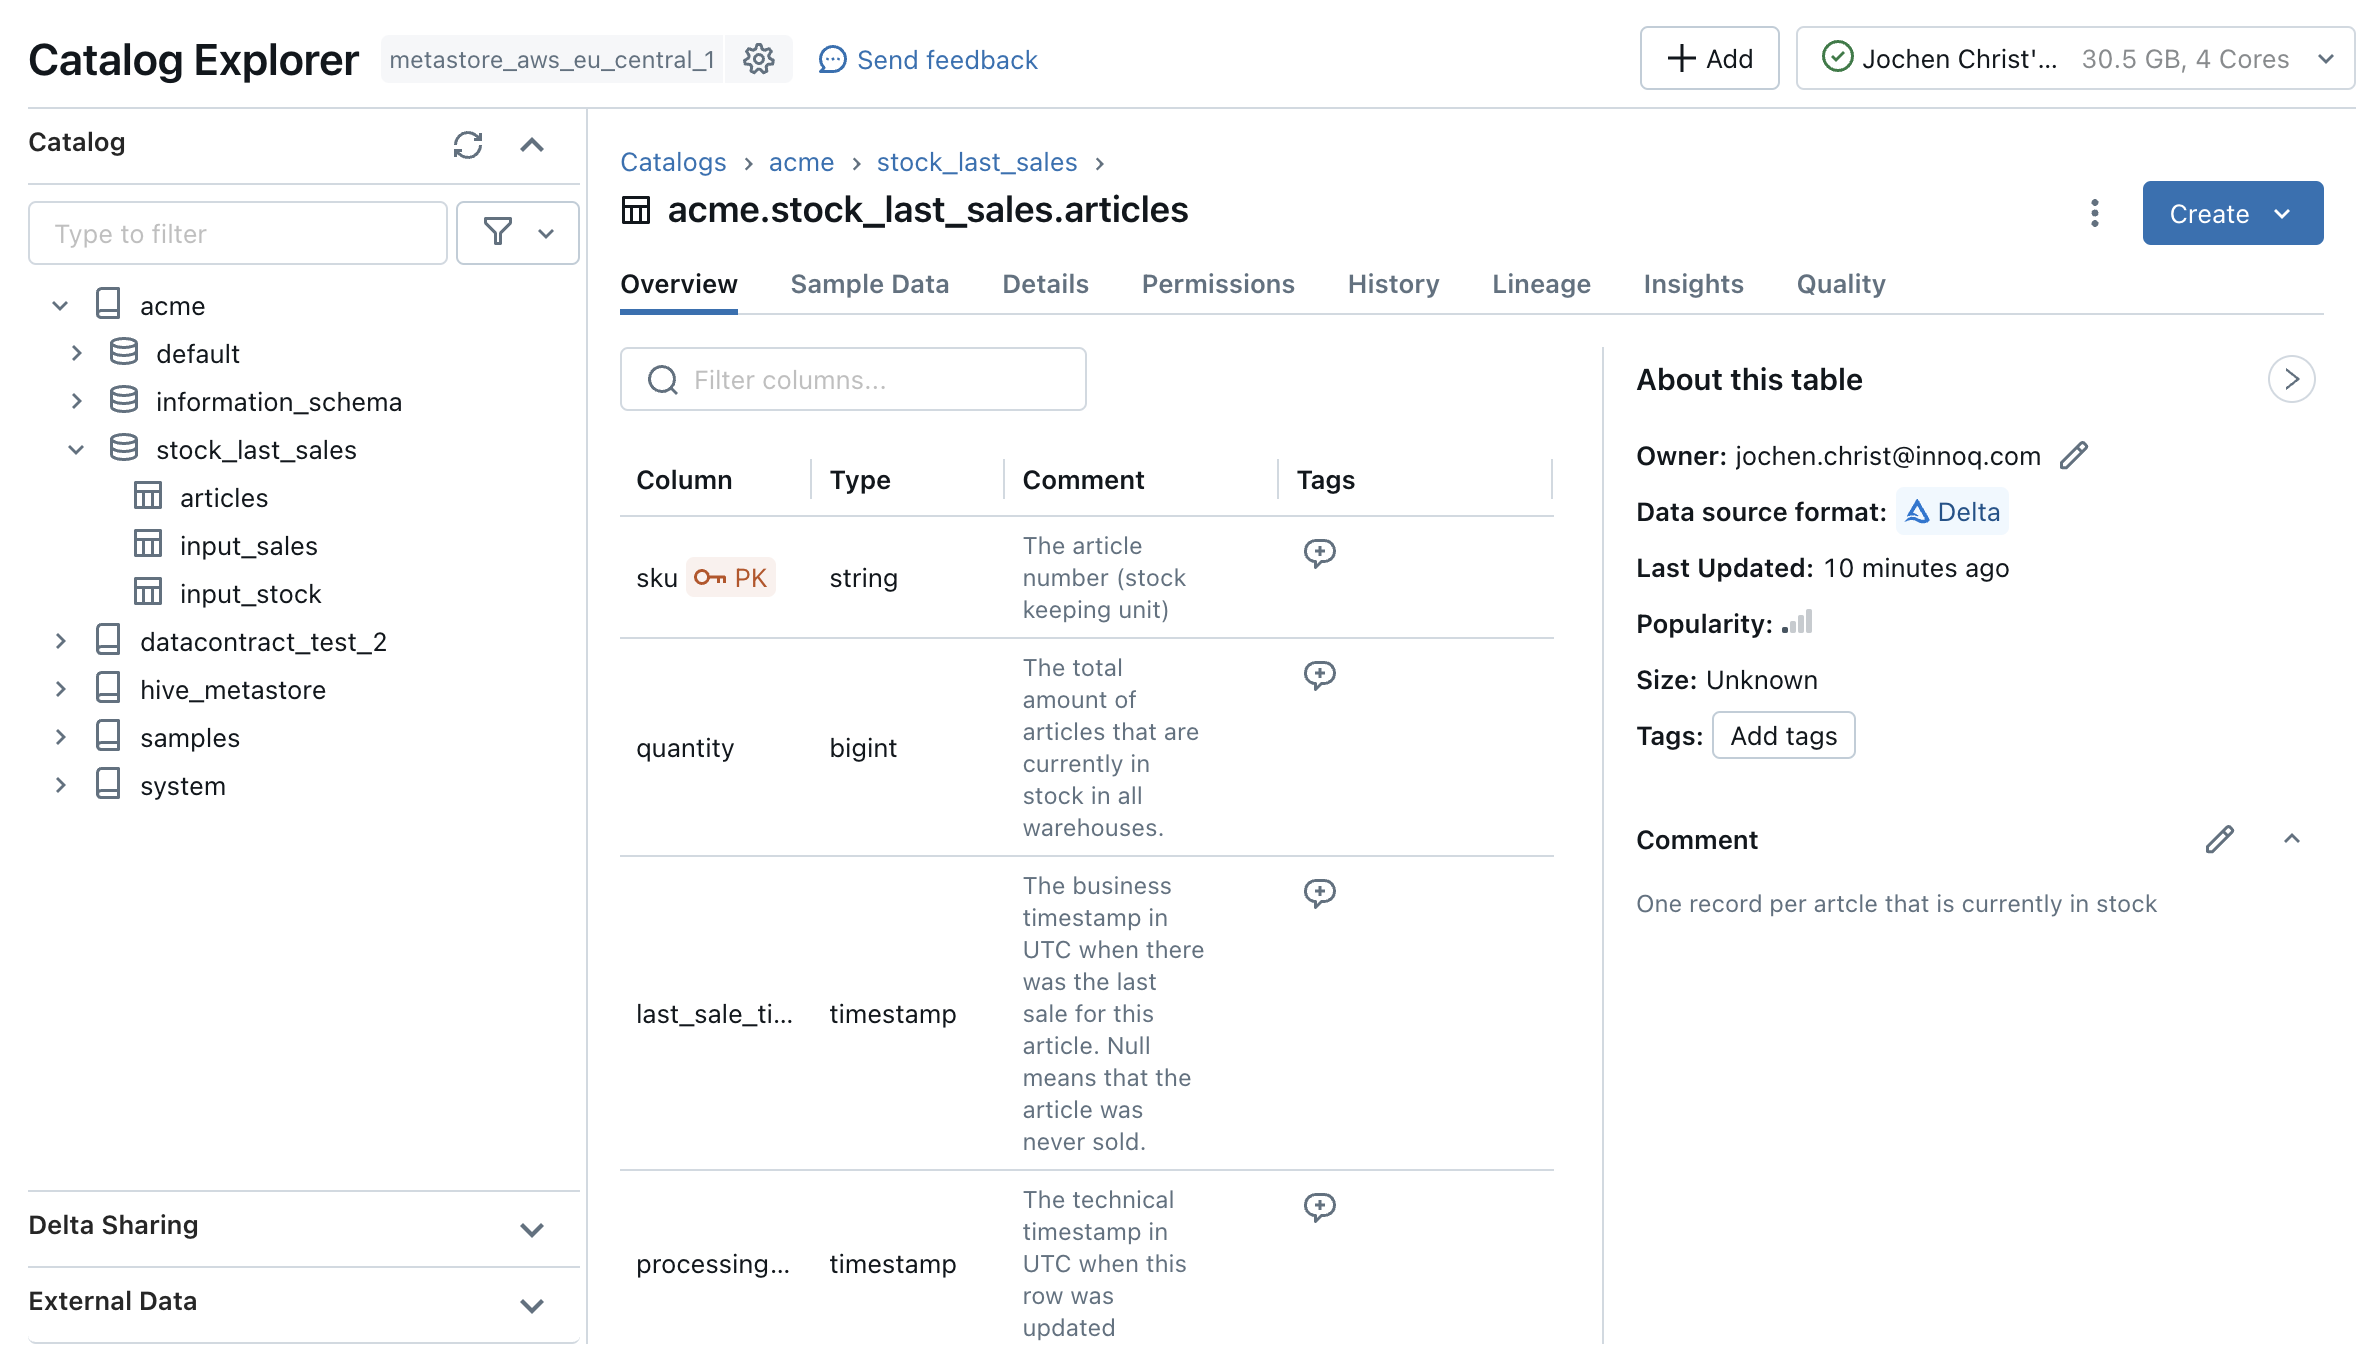 Catalog Explorer
metastore_aws_eu_central_1
Send feedback
Add
Jochen Christ'...
30.5 GB, 4 Cores
Catalog
Type to filter
acme
default
information_schema
stock_last_sales
articles
input_sales
input_stock
datacontract_test_2
hive_metastore
samples
system
Delta Sharing
External Data
Catalogs > acme > stock_last_sales >
acme.stock_last_sales.articles
Create
Overview
Sample Data
Details
Permissions
History
Lineage
Insights
Quality
Filter columns...
Column
Type
Comment
Tags
sku
PK
string
The article
number (stock
keeping unit)
quantity
bigint
The total
amount of
articles that are
currently in
stock in all
warehouses.
last_sale_ti...
timestamp
The business
timestamp in
UTC when there
was the last
sale for this
article. Null
means that the
article was
never sold.
processing...
timestamp
The technical
timestamp in
UTC when this
row was
updated
About this table
Owner: jochen.christ@innoq.com
Data source format: Delta
Last Updated: 10 minutes ago
Popularity:
Size: Unknown
Tags: Add tags
Comment
One record per artcle that is currently in stock